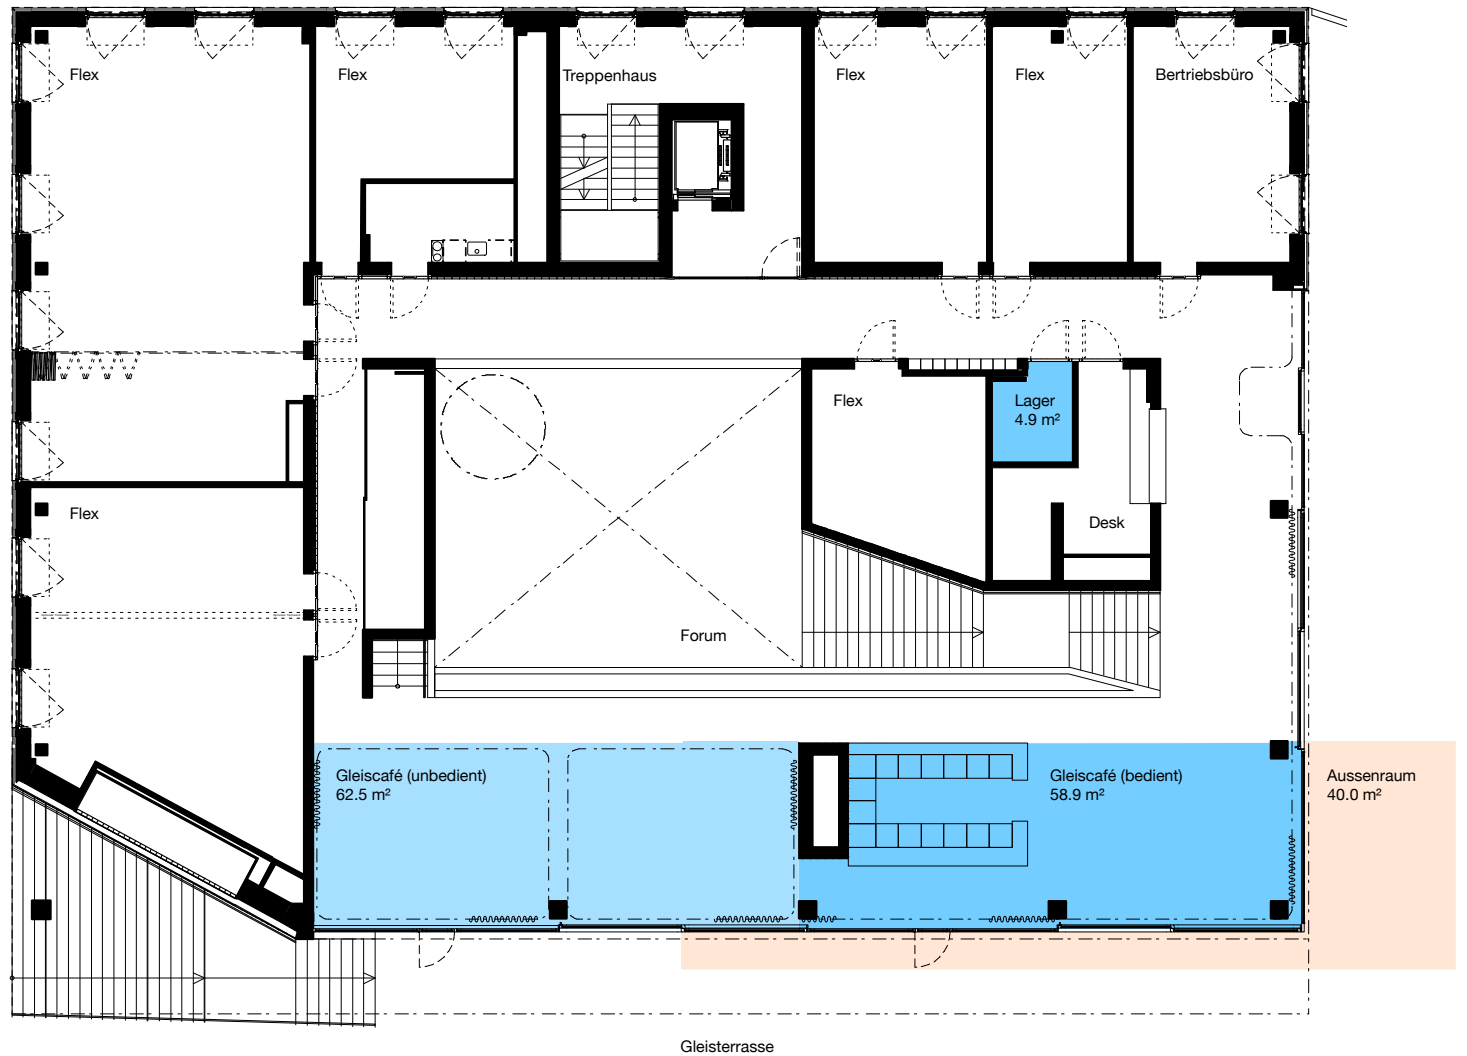 Flex
Flex
Treppenhaus
Flex
Flex
Bertriebsbüro
Flex
Lager
4.9 m²
Flex
Desk
Forum
Gleiscafé (unbedient)
62.5 m²
Gleiscafé (bedient)
58.9 m²
Aussenraum
40.0 m²
Gleisterrasse